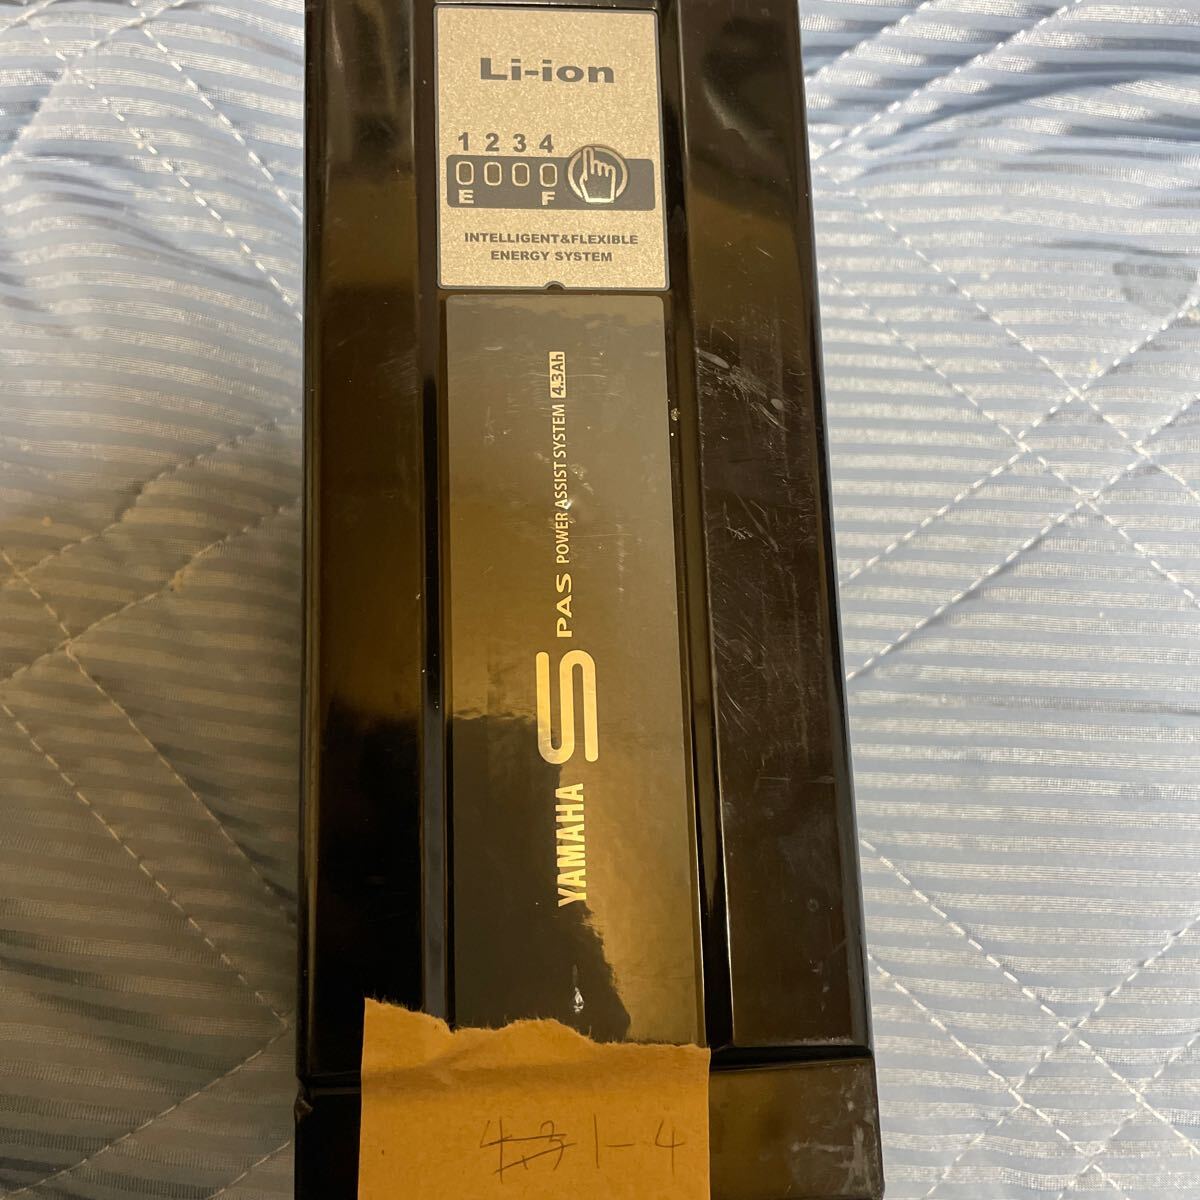 Li-ion
1 2 3 4
E F
INTELLIGENT&FLEXIBLE
ENERGY SYSTEM
YAMAHA S PAS POWER ASSIST SYSTEM 4.3Ah
1-4